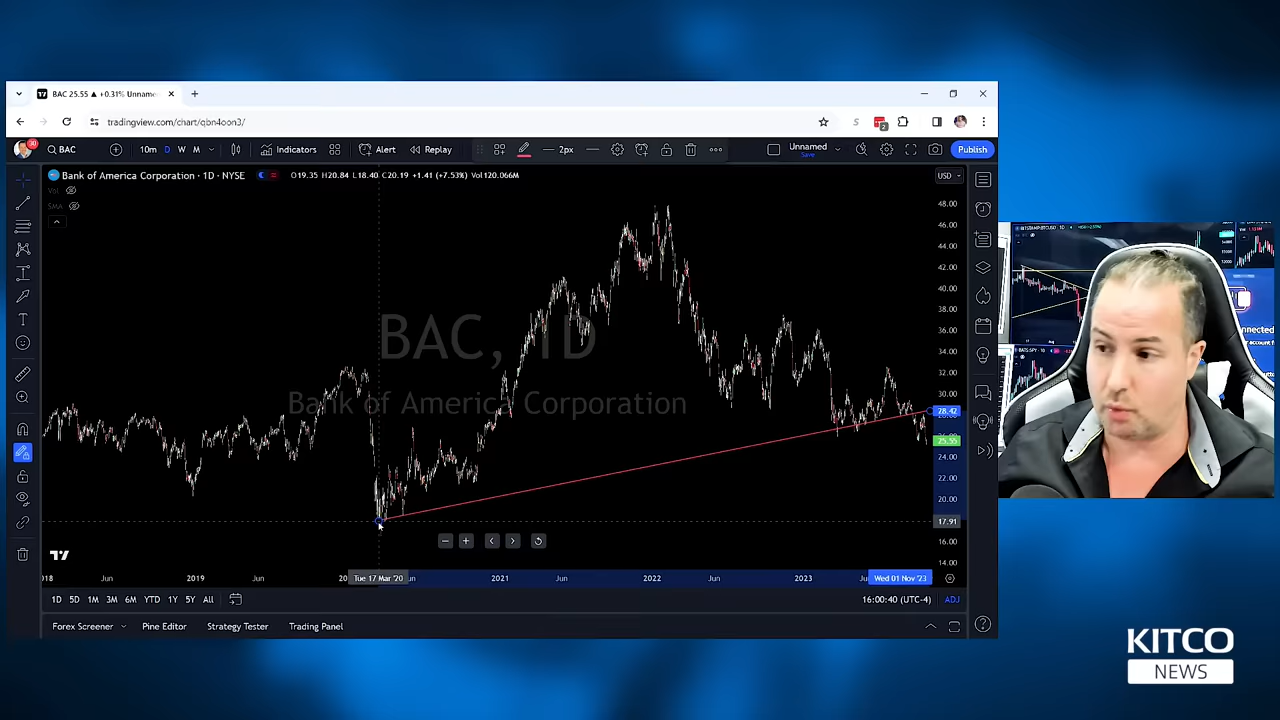 BAC 25.55 ▲ +0.31% Unname
tradingview.com/chart/qbn4oon3/
30
BAC
10m D W M
Indicators
Alert
Replay
2px
Unnamed
Save
Publish
Bank of America Corporation · 1D · NYSE
O19.35 H20.84 L18.40 C20.19 +1.41 (+7.53%) Vol120.066M
USD
Vol
SMA
BAC, 1D
Bank of America Corporation
48.00
46.00
44.00
42.00
40.00
38.00
36.00
34.00
32.00
30.00
28.42
25.55
24.00
22.00
20.00
17.91
16.00
14.00
Jun
2019
Jun
Tue 17 Mar '20
2021
Jun
2022
Jun
2023
Wed 01 Nov '23
1D 5D 1M 3M 6M YTD 1Y 5Y All
16:00:40 (UTC-4)
ADJ
Forex Screener
Pine Editor
Strategy Tester
Trading Panel
KITCO
NEWS